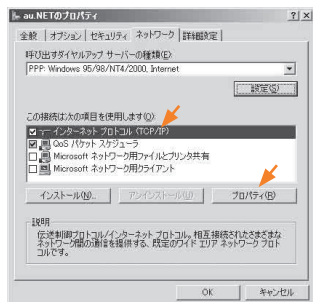 au.NETのプロパティ
全般 オプション セキュリティ ネットワーク 詳細設定
呼び出すダイヤルアップ サーバーの種類(E)
PPP: Windows 95/98/NT4/2000, Internet
設定(S)
この接続は次の項目を使用します(O)
インターネット プロトコル (TCP/IP)
QoS パケット スケジューラ
Microsoft ネットワーク用ファイルとプリンタ共有
Microsoft ネットワーク用クライアント
インストール(N)... アンインストール(U) プロパティ(R)
説明
伝送制御プロトコル/インターネット プロトコル。相互接続されたさまざまな
ネットワーク間の通信を提供する、既定のワイド エリア ネットワーク プロト
コルです。
OK キャンセル